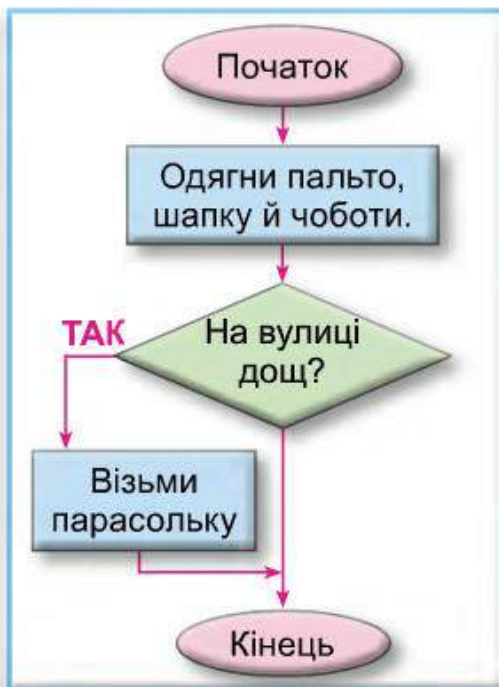 Початок
Одягни пальто,
шапку й чоботи.
ТАК
На вулиці
дощ?
Візьми
парасольку
Кінець